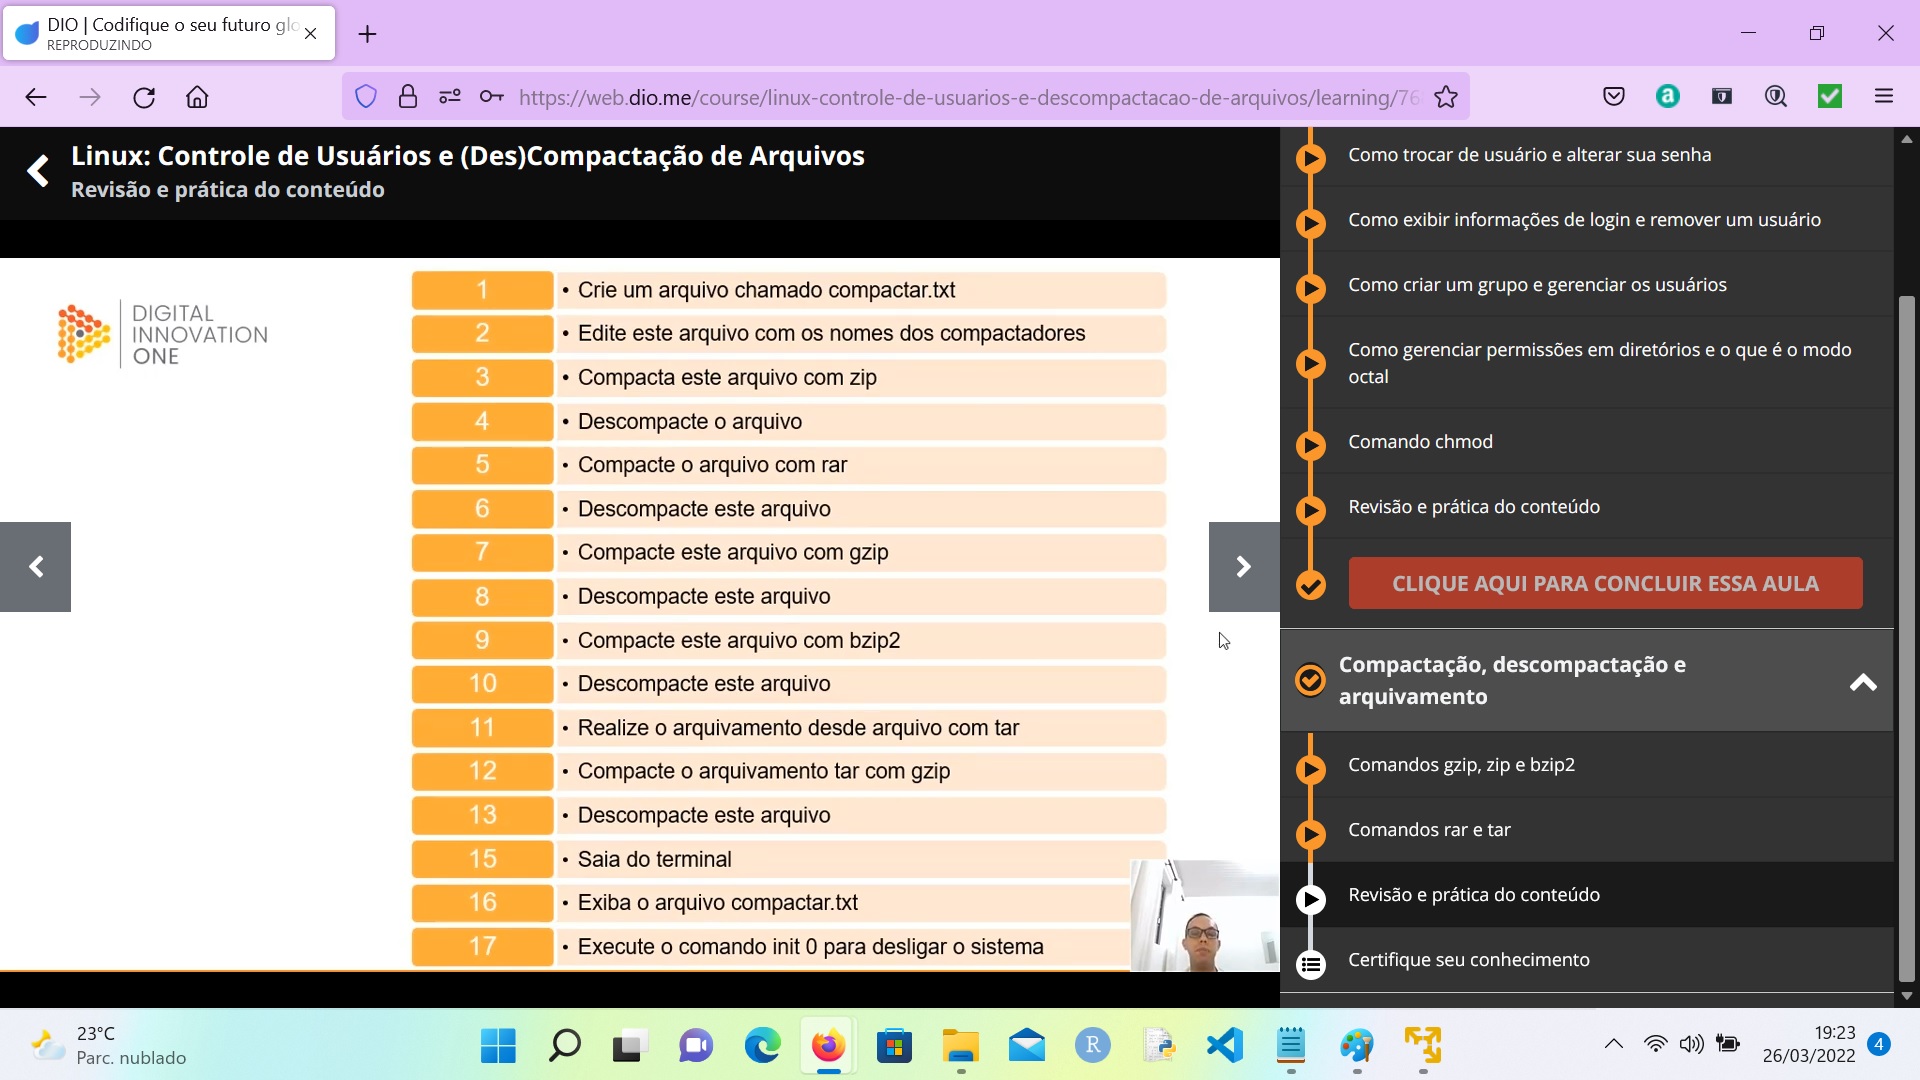 DIO | Codifique o seu futuro glo
REPRODUZINDO
https://web.dio.me/course/linux-controle-de-usuarios-e-descompactacao-de-arquivos/learning/76
Linux: Controle de Usuários e (Des)Compactação de Arquivos
Revisão e prática do conteúdo
DIGITAL
INNOVATION
ONE
1 • Crie um arquivo chamado compactar.txt
2 • Edite este arquivo com os nomes dos compactadores
3 • Compacta este arquivo com zip
4 • Descompacte o arquivo
5 • Compacte o arquivo com rar
6 • Descompacte este arquivo
7 • Compacte este arquivo com gzip
8 • Descompacte este arquivo
9 • Compacte este arquivo com bzip2
10 • Descompacte este arquivo
11 • Realize o arquivamento desde arquivo com tar
12 • Compacte o arquivamento tar com gzip
13 • Descompacte este arquivo
15 • Saia do terminal
16 • Exiba o arquivo compactar.txt
17 • Execute o comando init 0 para desligar o sistema
Como trocar de usuário e alterar sua senha
Como exibir informações de login e remover um usuário
Como criar um grupo e gerenciar os usuários
Como gerenciar permissões em diretórios e o que é o modo
octal
Comando chmod
Revisão e prática do conteúdo
CLIQUE AQUI PARA CONCLUIR ESSA AULA
Compactação, descompactação e
arquivamento
Comandos gzip, zip e bzip2
Comandos rar e tar
Revisão e prática do conteúdo
Certifique seu conhecimento
23°C
Parc. nublado
R
19:23
26/03/2022
4